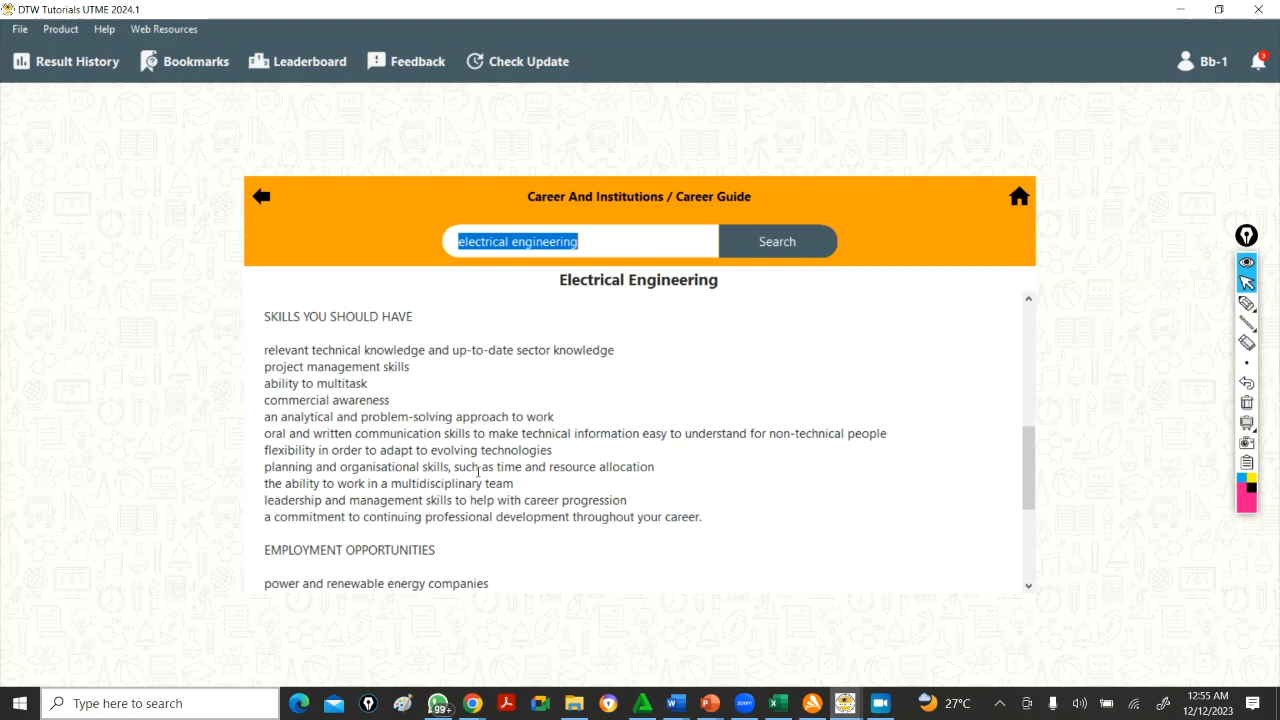 DTW Tutorials UTME 2024.1
File Product Help Web Resources
Result History Bookmarks Leaderboard Feedback Check Update Bb-1 3
Career And Institutions / Career Guide
electrical engineering Search
Electrical Engineering
SKILLS YOU SHOULD HAVE
relevant technical knowledge and up-to-date sector knowledge
project management skills
ability to multitask
commercial awareness
an analytical and problem-solving approach to work
oral and written communication skills to make technical information easy to understand for non-technical people
flexibility in order to adapt to evolving technologies
planning and organisational skills, such as time and resource allocation
the ability to work in a multidisciplinary team
leadership and management skills to help with career progression
a commitment to continuing professional development throughout your career.
EMPLOYMENT OPPORTUNITIES
power and renewable energy companies
Type here to search 99+ zoom 27°C 12:55 AM
12/12/2023